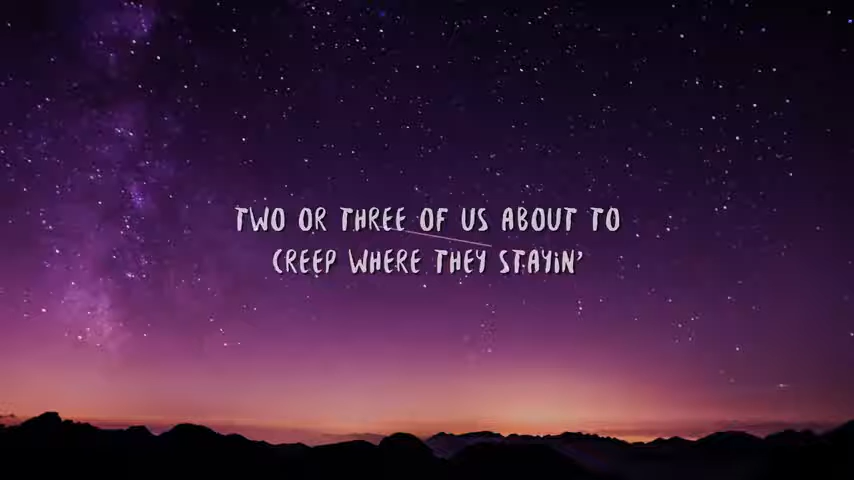 TWO OR THREE OF US ABOUT TO
CREEP WHERE THEY STAYIN'